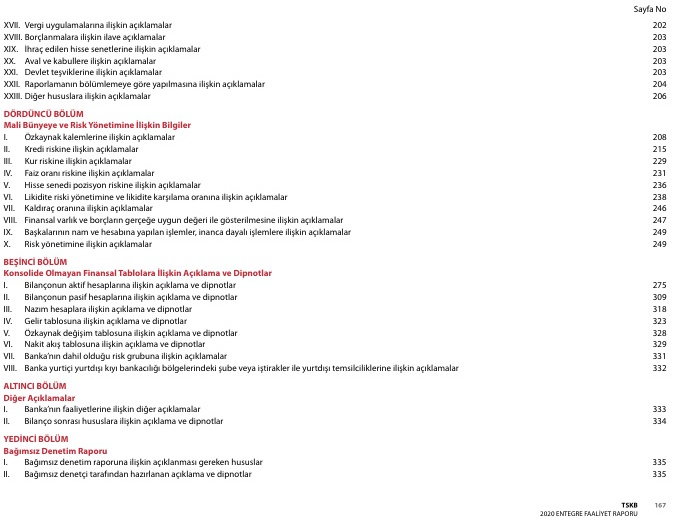 Sayfa No
XVII. Vergi uygulamalarına ilişkin açıklamalar 202
XVIII. Borçlanmalara ilişkin ilave açıklamalar 203
XIX. İhraç edilen hisse senetlerine ilişkin açıklamalar 203
XX. Aval ve kabullere ilişkin açıklamalar 203
XXI. Devlet teşviklerine ilişkin açıklamalar 203
XXII. Raporlamanın bölümlemeye göre yapılmasına ilişkin açıklamalar 204
XXIII. Diğer hususlara ilişkin açıklamalar 206
DÖRDÜNCÜ BÖLÜM
Mali Bünyeye ve Risk Yönetimine İlişkin Bilgiler
I. Özkaynak kalemlerine ilişkin açıklamalar 208
II. Kredi riskine ilişkin açıklamalar 215
III. Kur riskine ilişkin açıklamalar 229
IV. Faiz oranı riskine ilişkin açıklamalar 231
V. Hisse senedi pozisyon riskine ilişkin açıklamalar 236
VI. Likidite riski yönetimine ve likidite karşılama oranına ilişkin açıklamalar 238
VII. Kaldıraç oranına ilişkin açıklamalar 246
VIII. Finansal varlık ve borçların gerçeğe uygun değeri ile gösterilmesine ilişkin açıklamalar 247
IX. Başkalarının nam ve hesabına yapılan işlemler, inanca dayalı işlemlere ilişkin açıklamalar 249
X. Risk yönetimine ilişkin açıklamalar 249
BEŞİNCİ BÖLÜM
Konsolide Olmayan Finansal Tablolara İlişkin Açıklama ve Dipnotlar
I. Bilançonun aktif hesaplarına ilişkin açıklama ve dipnotlar 275
II. Bilançonun pasif hesaplarına ilişkin açıklama ve dipnotlar 309
III. Nazım hesaplara ilişkin açıklama ve dipnotlar 318
IV. Gelir tablosuna ilişkin açıklama ve dipnotlar 323
V. Özkaynak değişim tablosuna ilişkin açıklama ve dipnotlar 328
VI. Nakit akış tablosuna ilişkin açıklama ve dipnotlar 329
VII. Banka'nın dahil olduğu risk grubuna ilişkin açıklamalar 331
VIII. Banka yurtiçi yurtdışı kıyı bankacılığı bölgelerindeki şube veya iştirakler ile yurtdışı temsilciliklerine ilişkin açıklamalar 332
ALTINCI BÖLÜM
Diğer Açıklamalar
I. Banka'nın faaliyetlerine ilişkin diğer açıklamalar 333
II. Bilanço sonrası hususlara ilişkin açıklama ve dipnotlar 334
YEDİNCİ BÖLÜM
Bağımsız Denetim Raporu
I. Bağımsız denetim raporuna ilişkin açıklanması gereken hususlar 335
II. Bağımsız denetçi tarafından hazırlanan açıklama ve dipnotlar 335
TSKB 167
2020 ENTEGRE FAALİYET RAPORU